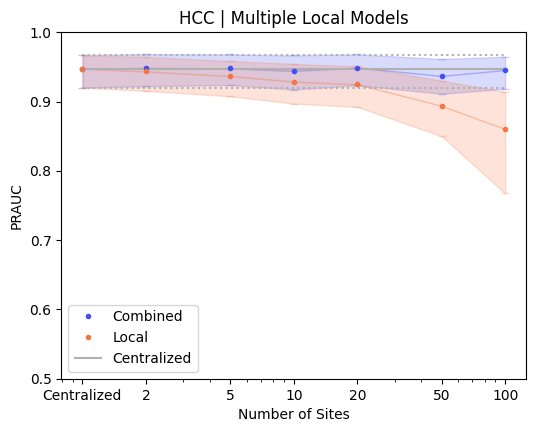 HCC | Multiple Local Models
PRAUC
1.0
0.9
0.8
0.7
0.6
0.5
Combined
Local
Centralized
Centralized 2 5 10 20 50 100
Number of Sites